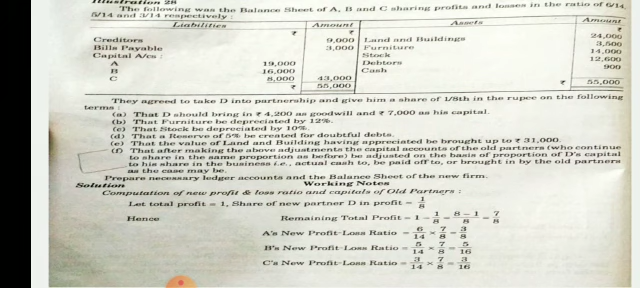 Illustration 28
The following was the Balance Sheet of A, B and C sharing profits and losses in the ratio of 6/14,
5/14 and 3/14 respectively :
Liabilities Amount Assets Amount
₹ ₹
Creditors 9,000 Land and Buildings 24,000
Bills Payable 3,000 Furniture 3,500
Capital A/cs : Stock 14,000
A 19,000 Debtors 12,600
B 16,000 Cash 900
C 8,000 43,000
₹ 55,000 ₹ 55,000
They agreed to take D into partnership and give him a share of 1/8th in the rupee on the following
terms :
(a) That D should bring in ₹ 4,200 as goodwill and ₹ 7,000 as his capital.
(b) That Furniture be depreciated by 12%.
(c) That Stock be depreciated by 10%.
(d) That a Reserve of 5% be created for doubtful debts.
(e) That the value of Land and Building having appreciated be brought up to ₹ 31,000.
(f) That after making the above adjustments the capital accounts of the old partners (who continue
to share in the same proportion as before) be adjusted on the basis of proportion of D's capital
to his share in the business i.e., actual cash to, be paid off to, or brought in by the old partners
as the case may be.
Prepare necessary ledger accounts and the Balance Sheet of the new firm.
Solution Working Notes
Computation of new profit & loss ratio and capitals of Old Partners :
Let total profit = 1, Share of new partner D in profit = 1/8
Hence Remaining Total Profit = 1 - 1/8 = 8 - 1/8 = 7/8
A's New Profit-Loss Ratio = 6/14 × 7/8 = 3/8
B's New Profit-Loss Ratio = 5/14 × 7/8 = 5/16
C's New Profit-Loss Ratio = 3/14 × 7/8 = 3/16